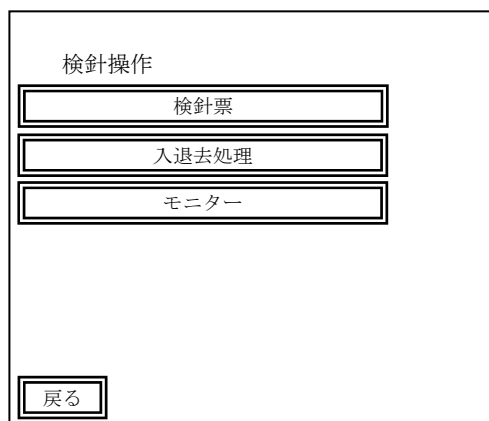 検針操作
検針票
入退去処理
モニター
戻る